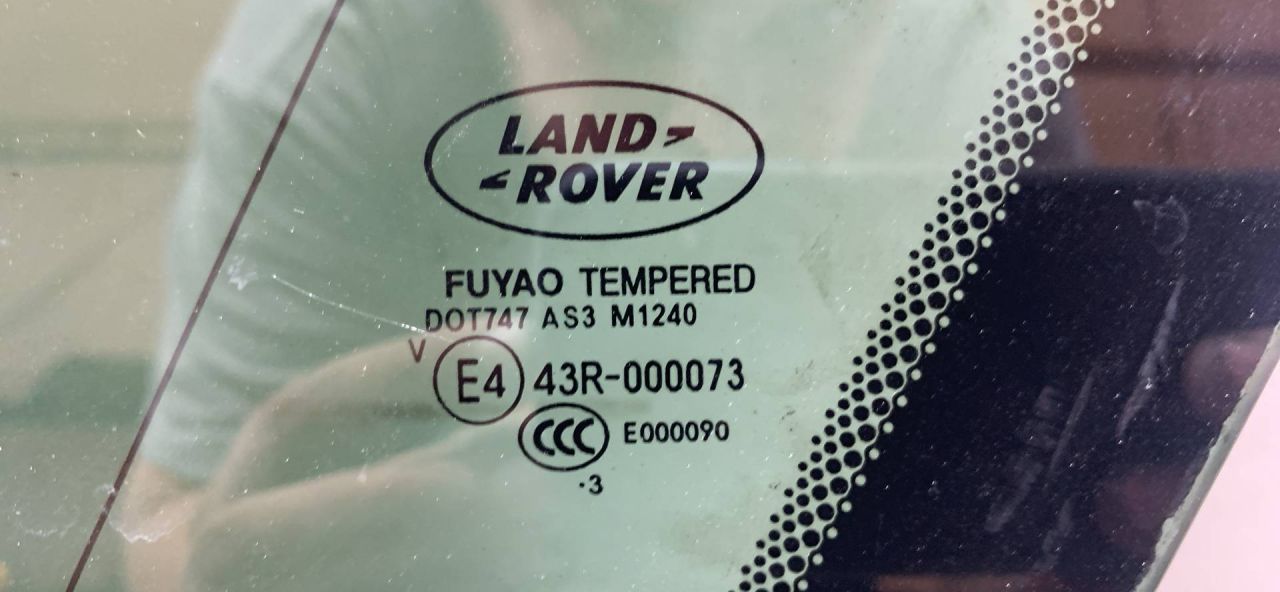 LAND
ROVER
FUYAO TEMPERED
DOT747 AS3 M1240
V
E4 43R-000073
CCC E000090
·3